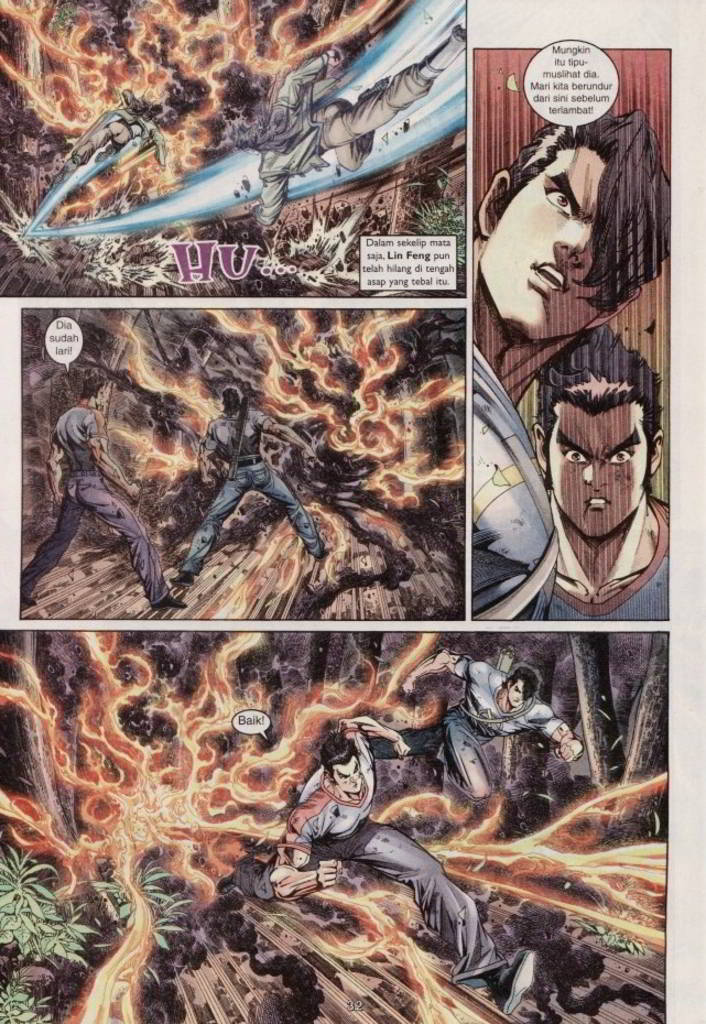 HU...
Dalam sekelip mata
saja, Lin Feng pun
telah hilang di tengah
asap yang tebal itu.
Dia
sudah
lari!
Mungkin
itu tipu-
muslihat dia.
Mari kita berundur
dari sini sebelum
terlambat!
Baik!
32